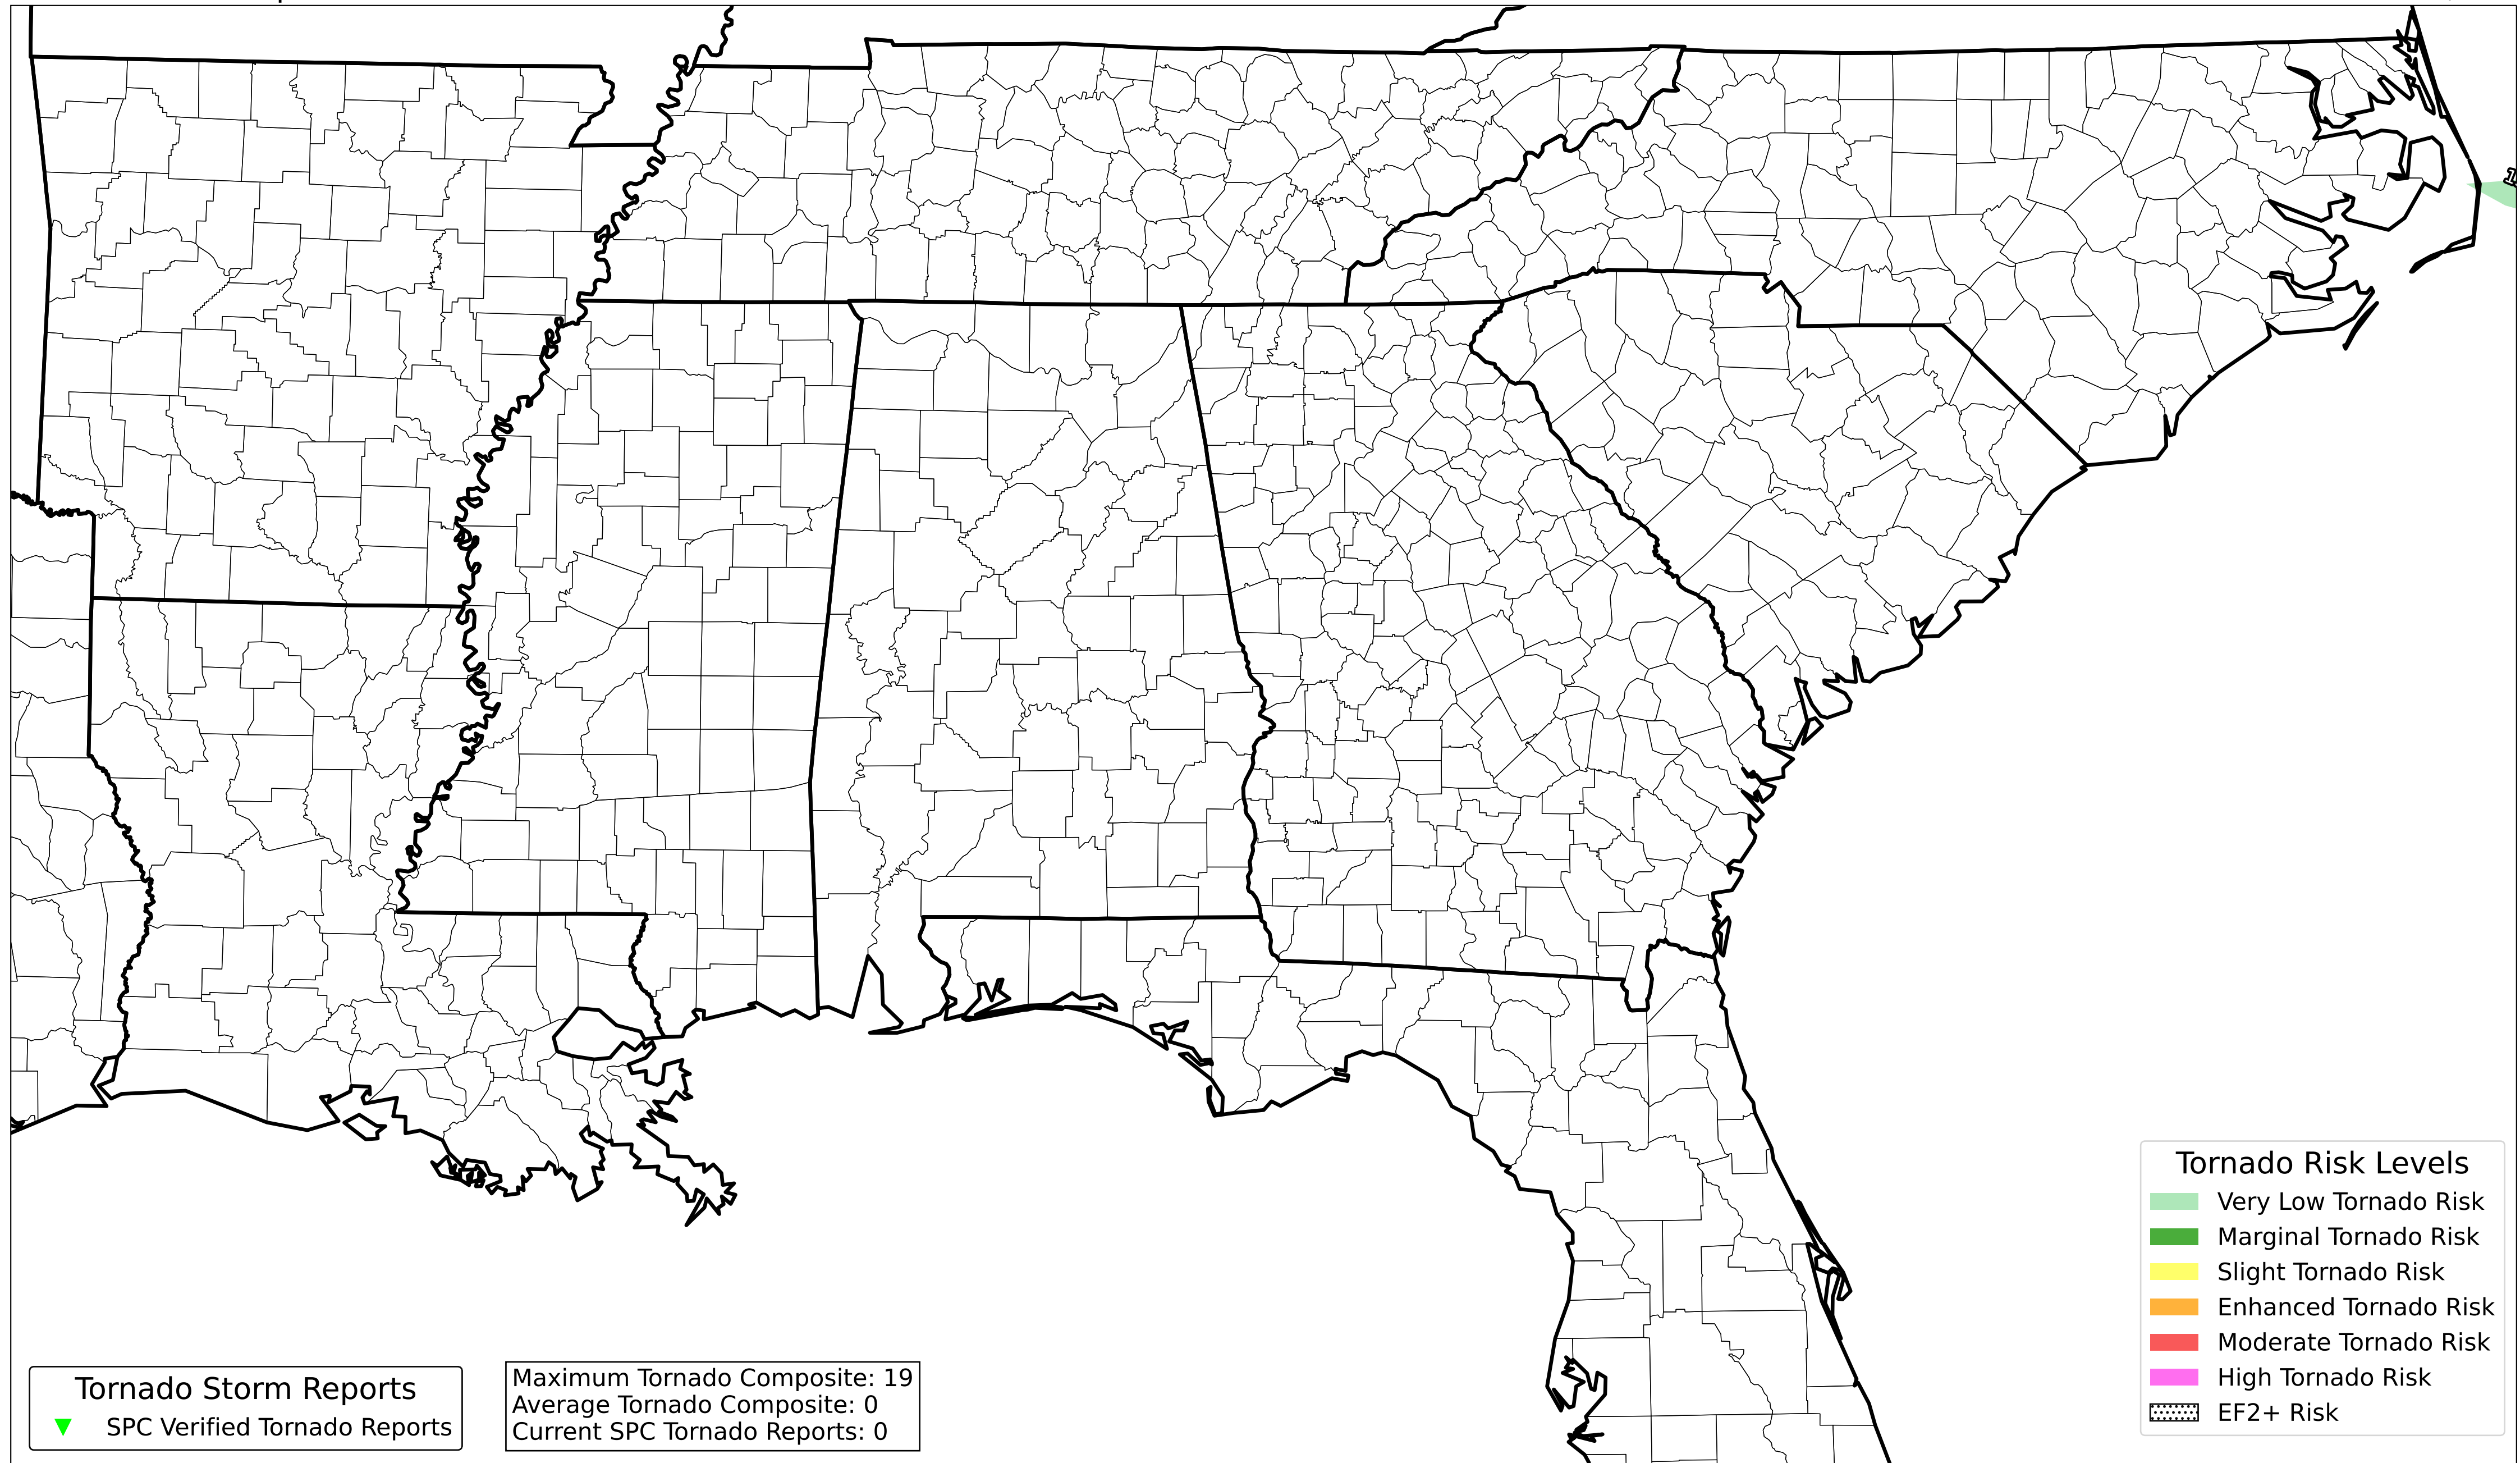 Tornado Risk Levels
Very Low Tornado Risk
Marginal Tornado Risk
Slight Tornado Risk
Enhanced Tornado Risk
Moderate Tornado Risk
High Tornado Risk
EF2+ Risk
Tornado Storm Reports
SPC Verified Tornado Reports
Maximum Tornado Composite: 19
Average Tornado Composite: 0
Current SPC Tornado Reports: 0